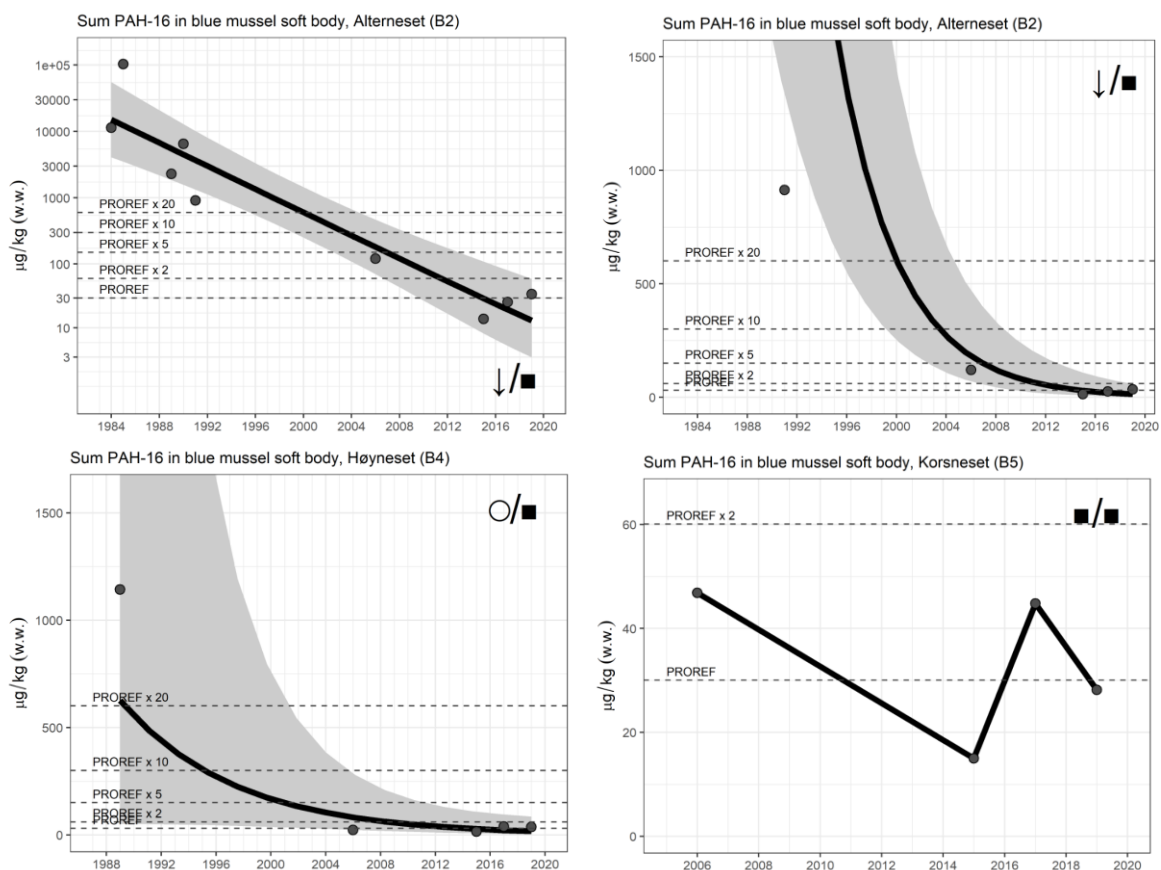 Sum PAH-16 in blue mussel soft body, Alterneset (B2)
µg/kg (w.w.)
1e+05
30000
10000
3000
1000
300
100
30
10
3
PROREF x 20
PROREF x 10
PROREF x 5
PROREF x 2
PROREF
↓/■
1984 1988 1992 1996 2000 2004 2008 2012 2016 2020
Sum PAH-16 in blue mussel soft body, Alterneset (B2)
µg/kg (w.w.)
1500
1000
500
0
↓/■
PROREF x 20
PROREF x 10
PROREF x 5
PROREF x 2
PROREF
1984 1988 1992 1996 2000 2004 2008 2012 2016 2020
Sum PAH-16 in blue mussel soft body, Høyneset (B4)
µg/kg (w.w.)
1500
1000
500
0
○/■
PROREF x 20
PROREF x 10
PROREF x 5
PROREF x 2
PROREF
1988 1992 1996 2000 2004 2008 2012 2016 2020
Sum PAH-16 in blue mussel soft body, Korsneset (B5)
µg/kg (w.w.)
60
40
20
0
PROREF x 2
■/■
PROREF
2006 2008 2010 2012 2014 2016 2018 2020